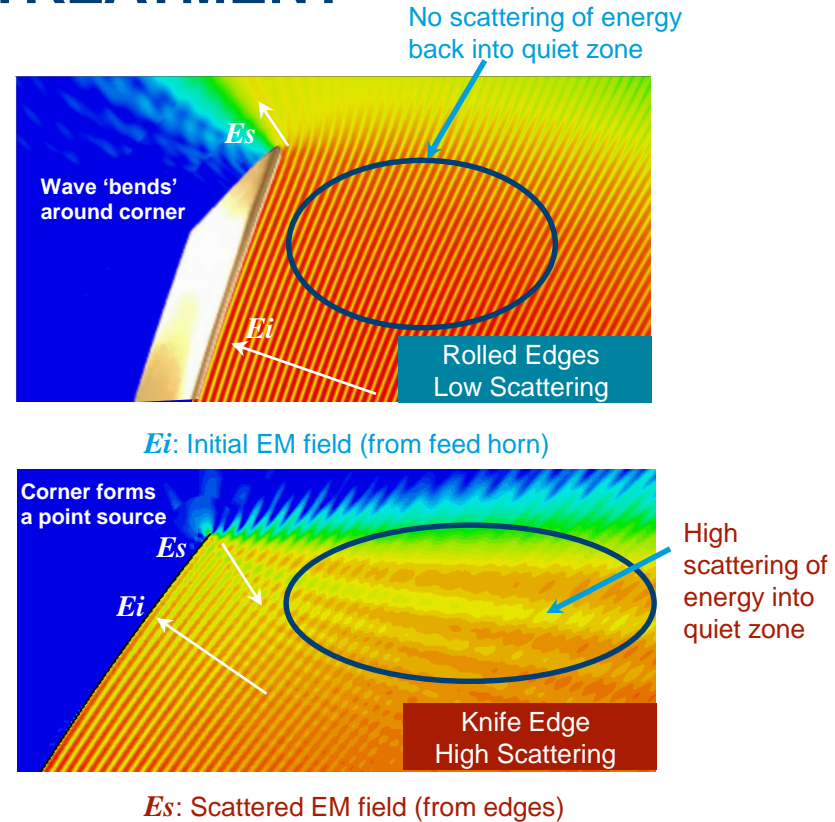 TREATMENT
No scattering of energy
back into quiet zone
Es
Wave ‘bends’
around corner
Ei
Rolled Edges
Low Scattering
Ei: Initial EM field (from feed horn)
Corner forms
a point source
Es
Ei
High
scattering of
energy into
quiet zone
Knife Edge
High Scattering
Es: Scattered EM field (from edges)